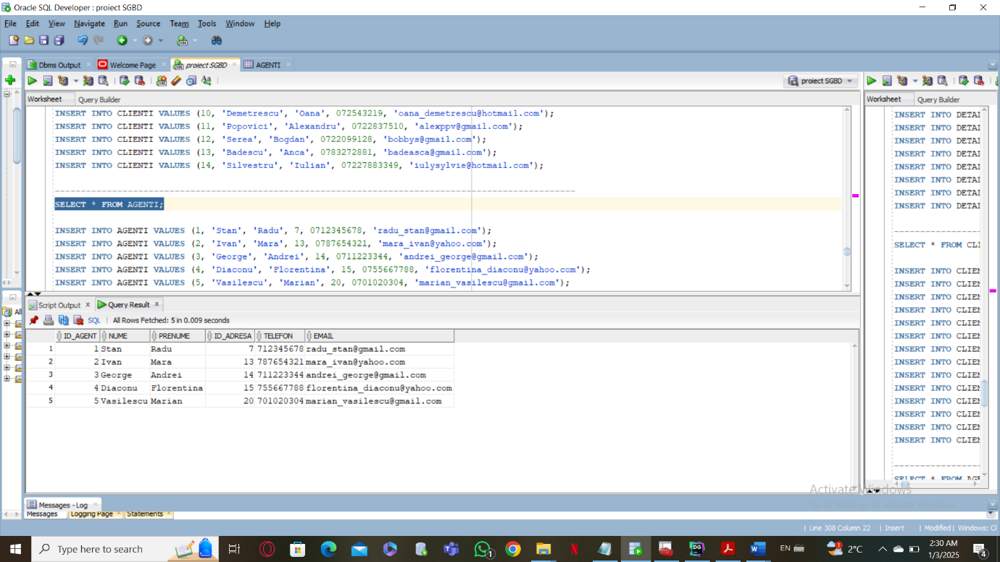 Oracle SQL Developer : proiect SGBD
File Edit View Navigate Run Source Team Tools Window Help
Dbms Output Welcome Page proiect SGBD AGENTI
proiect SGBD
Worksheet Query Builder
INSERT INTO CLIENTI VALUES (10, 'Demetrescu', 'Oana', 072543219, 'oana_demetrescu@hotmail.com');
INSERT INTO CLIENTI VALUES (11, 'Popovici', 'Alexandru', 0722837510, 'alexppv@gmail.com');
INSERT INTO CLIENTI VALUES (12, 'Serea', 'Bogdan', 0722099128, 'bobbys@gmail.com');
INSERT INTO CLIENTI VALUES (13, 'Badescu', 'Anca', 0783272881, 'badeasca@gmail.com');
INSERT INTO CLIENTI VALUES (14, 'Silvestru', 'Iulian', 07227883349, 'iulysylvie@hotmail.com');
SELECT * FROM AGENTI;
INSERT INTO AGENTI VALUES (1, 'Stan', 'Radu', 7, 0712345678, 'radu_stan@gmail.com');
INSERT INTO AGENTI VALUES (2, 'Ivan', 'Mara', 13, 0787654321, 'mara_ivan@yahoo.com');
INSERT INTO AGENTI VALUES (3, 'George', 'Andrei', 14, 0711223344, 'andrei_george@gmail.com');
INSERT INTO AGENTI VALUES (4, 'Diaconu', 'Florentina', 15, 0755667788, 'florentina_diaconu@yahoo.com');
INSERT INTO AGENTI VALUES (5, 'Vasilescu', 'Marian', 20, 0701020304, 'marian_vasilescu@gmail.com');
Script Output Query Result
SQL All Rows Fetched: 5 in 0.009 seconds
ID_AGENT NUME PRENUME ID_ADRESA TELEFON EMAIL
1 1 Stan Radu 7 712345678 radu_stan@gmail.com
2 2 Ivan Mara 13 787654321 mara_ivan@yahoo.com
3 3 George Andrei 14 711223344 andrei_george@gmail.com
4 4 Diaconu Florentina 15 755667788 florentina_diaconu@yahoo.com
5 5 Vasilescu Marian 20 701020304 marian_vasilescu@gmail.com
Worksheet Query Builder
INSERT INTO DETAI
INSERT INTO DETAI
INSERT INTO DETAI
INSERT INTO DETAI
INSERT INTO DETAI
INSERT INTO DETAI
INSERT INTO DETAI
INSERT INTO DETAI
SELECT * FROM CLI
INSERT INTO CLIEN
INSERT INTO CLIEN
INSERT INTO CLIEN
INSERT INTO CLIEN
INSERT INTO CLIEN
INSERT INTO CLIEN
INSERT INTO CLIEN
INSERT INTO CLIEN
INSERT INTO CLIEN
INSERT INTO CLIEN
INSERT INTO CLIEN
INSERT INTO CLIEN
INSERT INTO CLIEN
INSERT INTO CLIEN
SELECT * FROM AGE
All
Activate Windows
Go to Settings to activate Windows.
Messages - Log
Messages Logging Page Statements
Line 308 Column 22 Insert Modified Windows: CR
Type here to search
1
EN
2°C
2:30 AM
1/3/2025
4